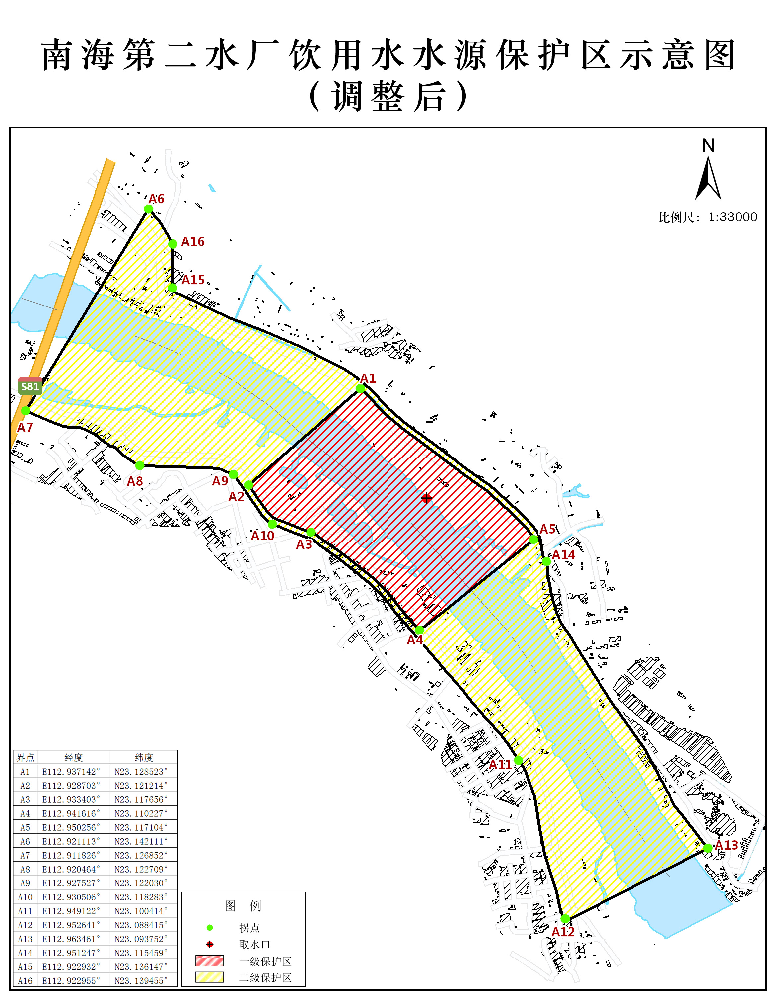 南海第二水厂饮用水水源保护区示意图
（调整后）
N
比例尺：1:33000
A6
A16
A15
A1
S81
A7
A8
A9
A2
A10
A3
A5
A14
A4
A11
A13
A12
界点 经度 纬度
A1 E112.937142° N23.128523°
A2 E112.928703° N23.121214°
A3 E112.933403° N23.117656°
A4 E112.941616° N23.110227°
A5 E112.950256° N23.117104°
A6 E112.921113° N23.142111°
A7 E112.911826° N23.126852°
A8 E112.920464° N23.122709°
A9 E112.927527° N23.122030°
A10 E112.930506° N23.118283°
A11 E112.949122° N23.100414°
A12 E112.952641° N23.088415°
A13 E112.963461° N23.093752°
A14 E112.951247° N23.115459°
A15 E112.922932° N23.136147°
A16 E112.922955° N23.139455°
图 例
拐点
取水口
一级保护区
二级保护区